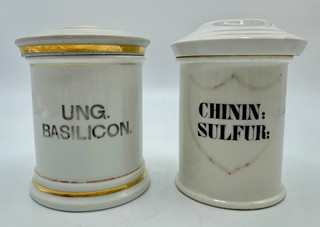 UNG.
BASILICON.
CHININ:
SULFUR: